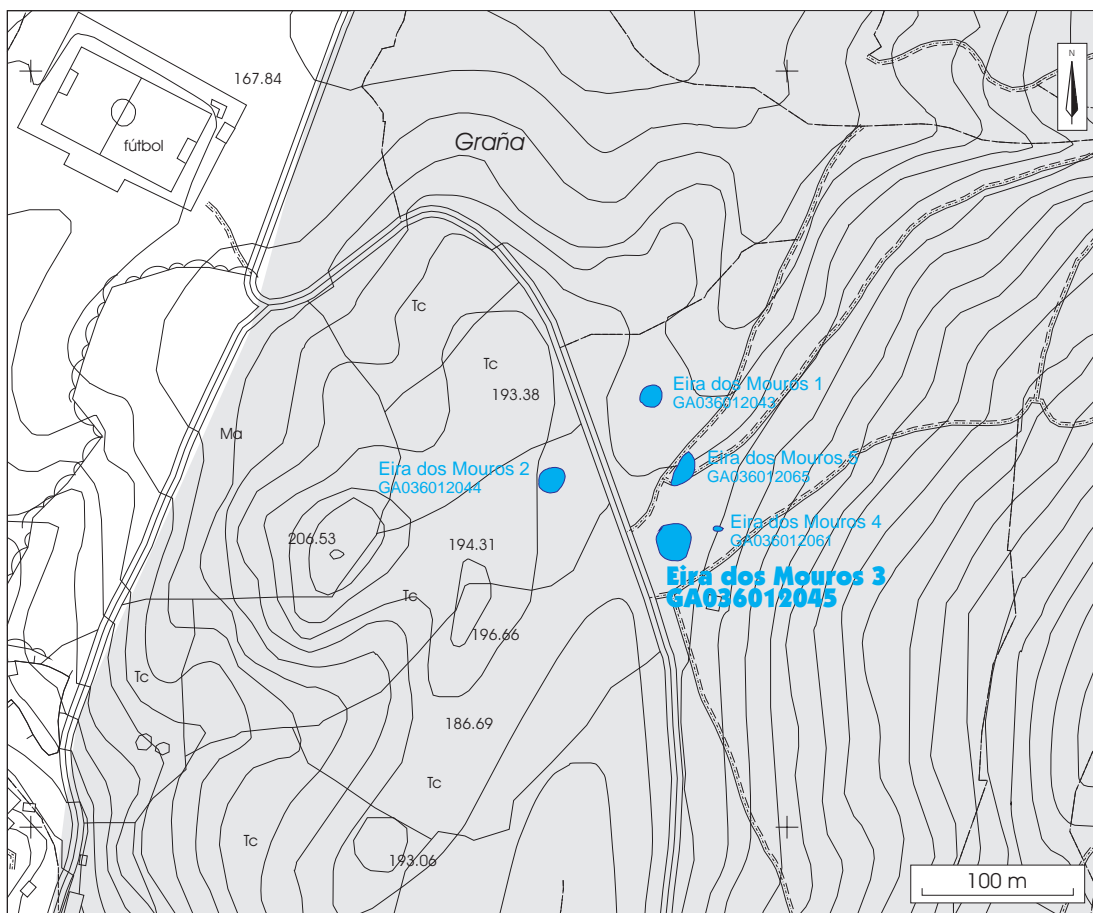 N
167.84
fútbol
Graña
Tc
Tc
193.38
Eira dos Mouros 1
GA036012043
Ma
Eira dos Mouros 2
GA036012044
Eira dos Mouros 5
GA036012065
Eira dos Mouros 4
GA036012061
206.53
194.31
Eira dos Mouros 3
GA036012045
Tc
196.66
Tc
186.69
Tc
Tc
193.06
100 m